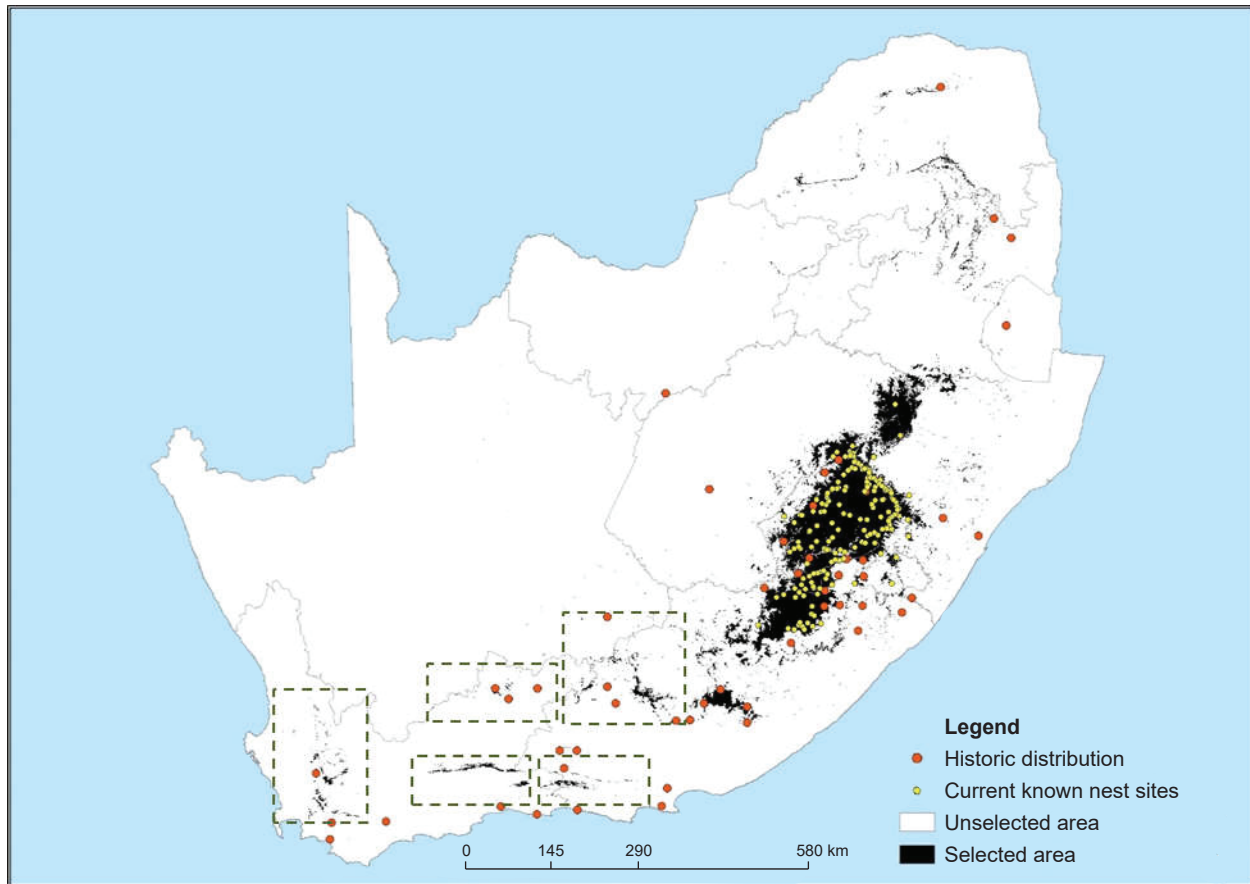 Legend
Historic distribution
Current known nest sites
Unselected area
Selected area
0 145 290 580 km